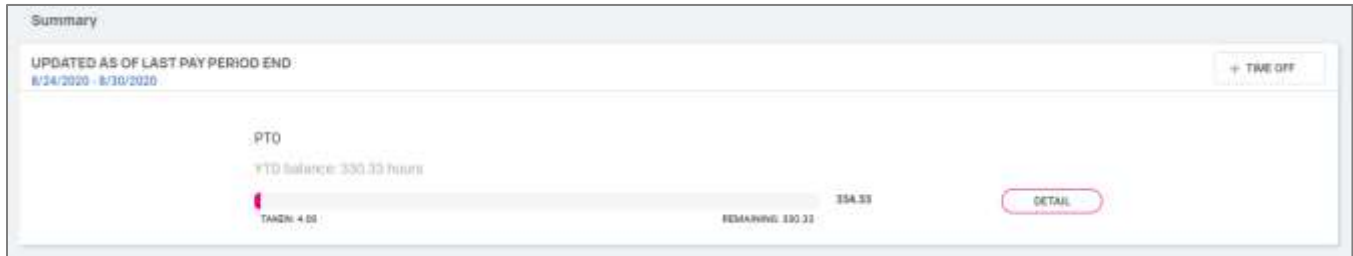 Summary
UPDATED AS OF LAST PAY PERIOD END
8/24/2020 - 8/30/2020
+ TIME OFF
PTO
YTD balance: 330.33 hours
334.33
DETAIL
TAKEN: 4.00
REMAINING: 330.33